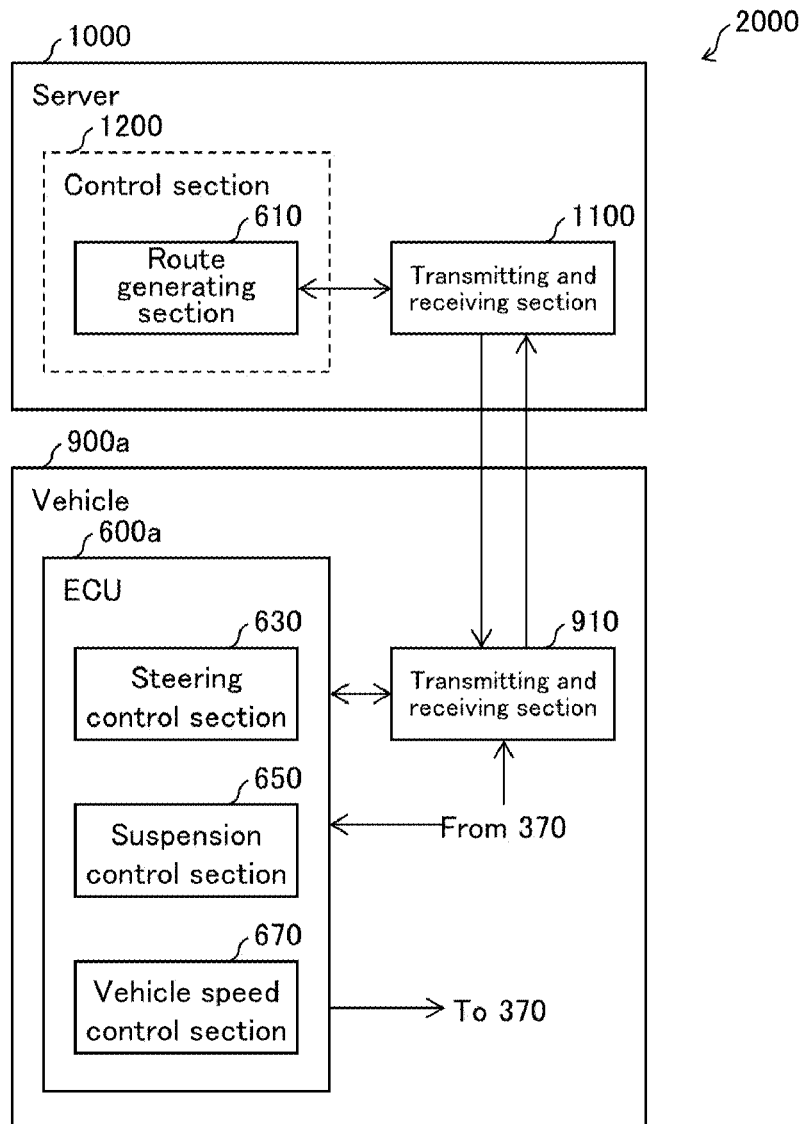 2000
1000
Server
1200
Control section
610
Route
generating
section
1100
Transmitting and
receiving section
900a
Vehicle
600a
ECU
630
Steering
control section
910
Transmitting and
receiving section
650
Suspension
control section
From 370
670
Vehicle speed
control section
To 370